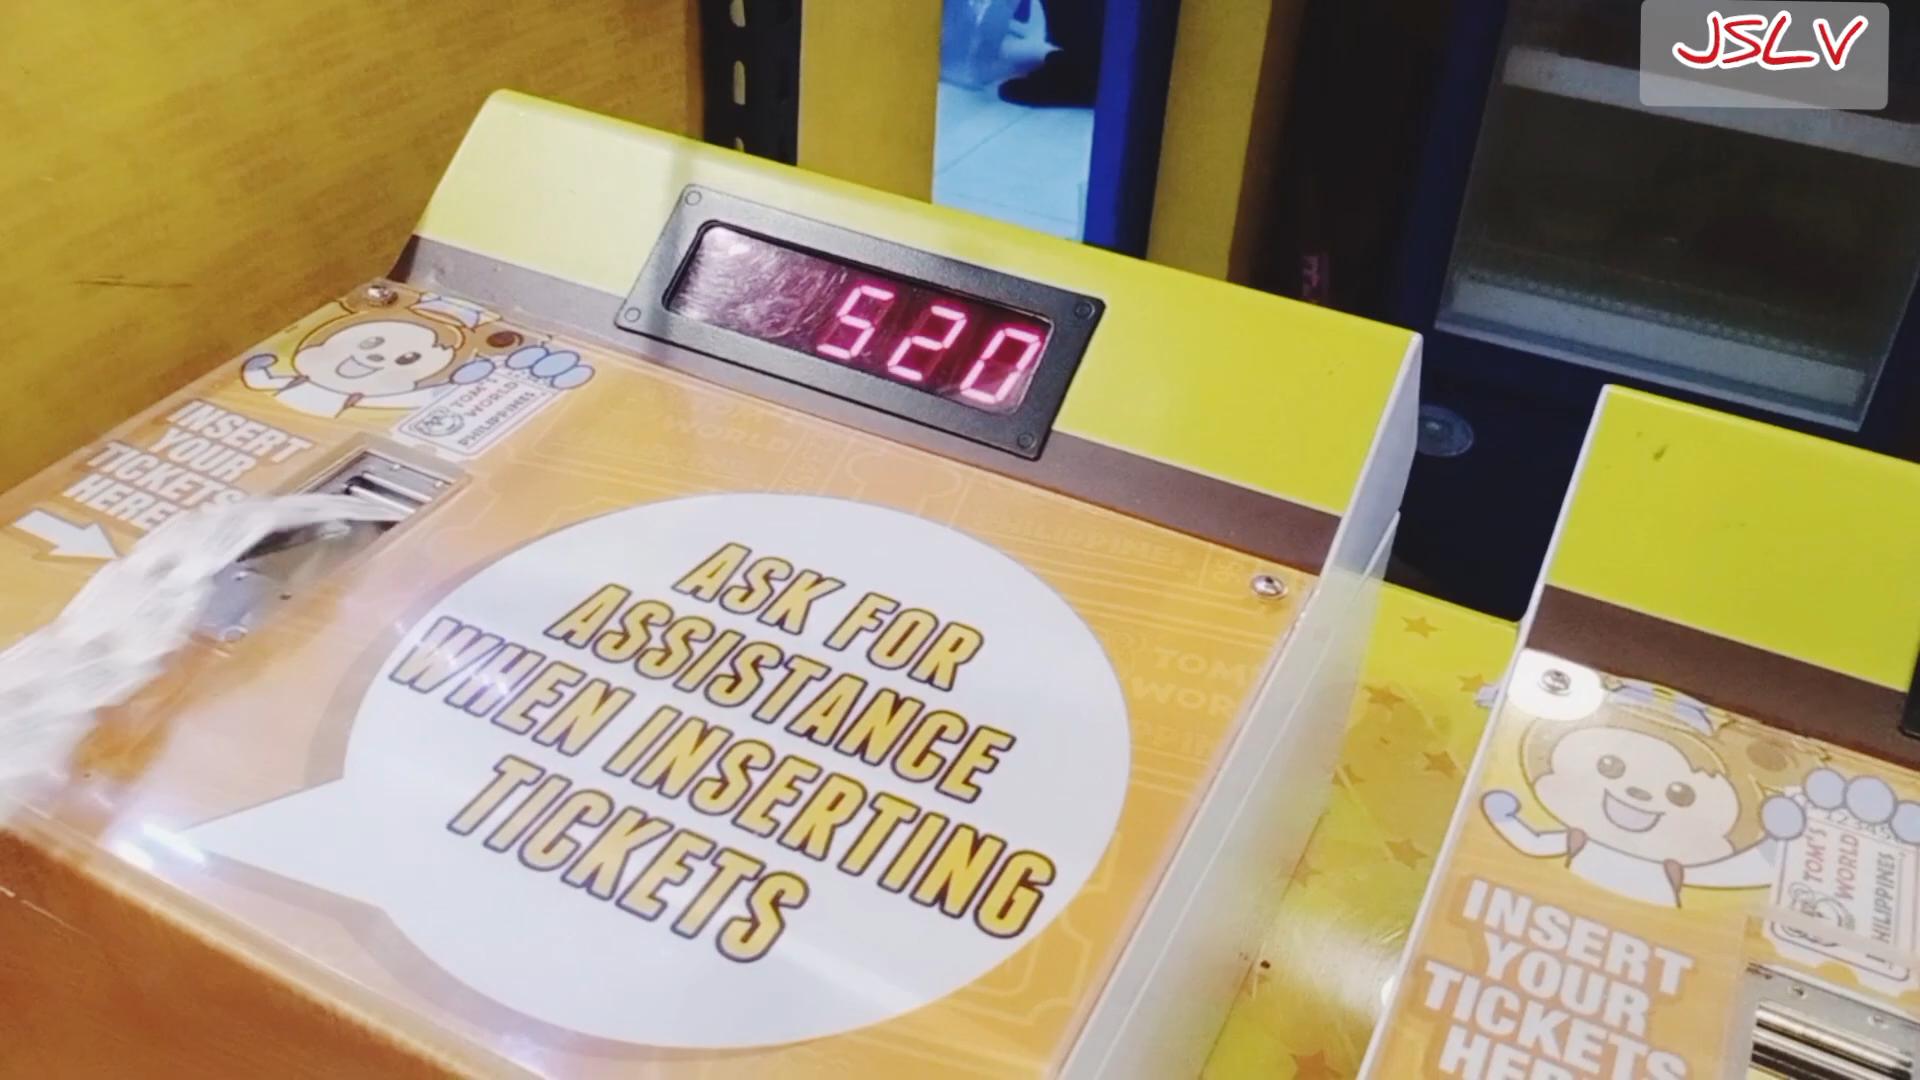 JSLV
520
TOM'S
WORLD
PHILIPPINES
INSERT
YOUR
TICKETS
HERE
ASK FOR
ASSISTANCE
WHEN INSERTING
TICKETS
TOM'S
WORLD
INSERT
YOUR
TICKETS
HERE